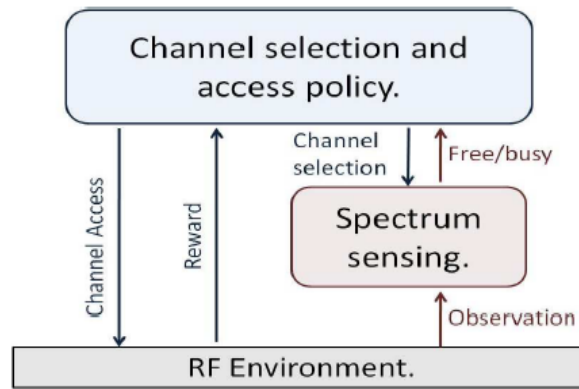 Channel selection and
access policy.
Channel
selection
Free/busy
Channel Access
Reward
Spectrum
sensing.
Observation
RF Environment.